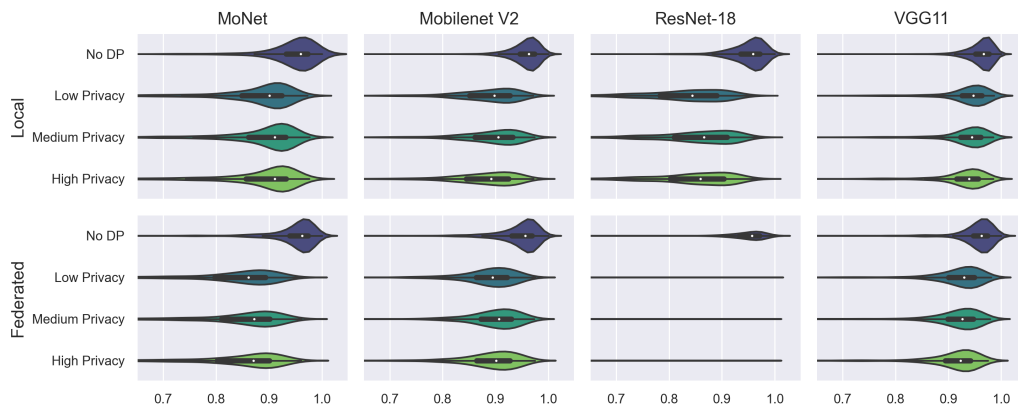 MoNet Mobilenet V2 ResNet-18 VGG11
Local
No DP
Low Privacy
Medium Privacy
High Privacy
Federated
No DP
Low Privacy
Medium Privacy
High Privacy
0.7 0.8 0.9 1.0 0.7 0.8 0.9 1.0 0.7 0.8 0.9 1.0 0.7 0.8 0.9 1.0